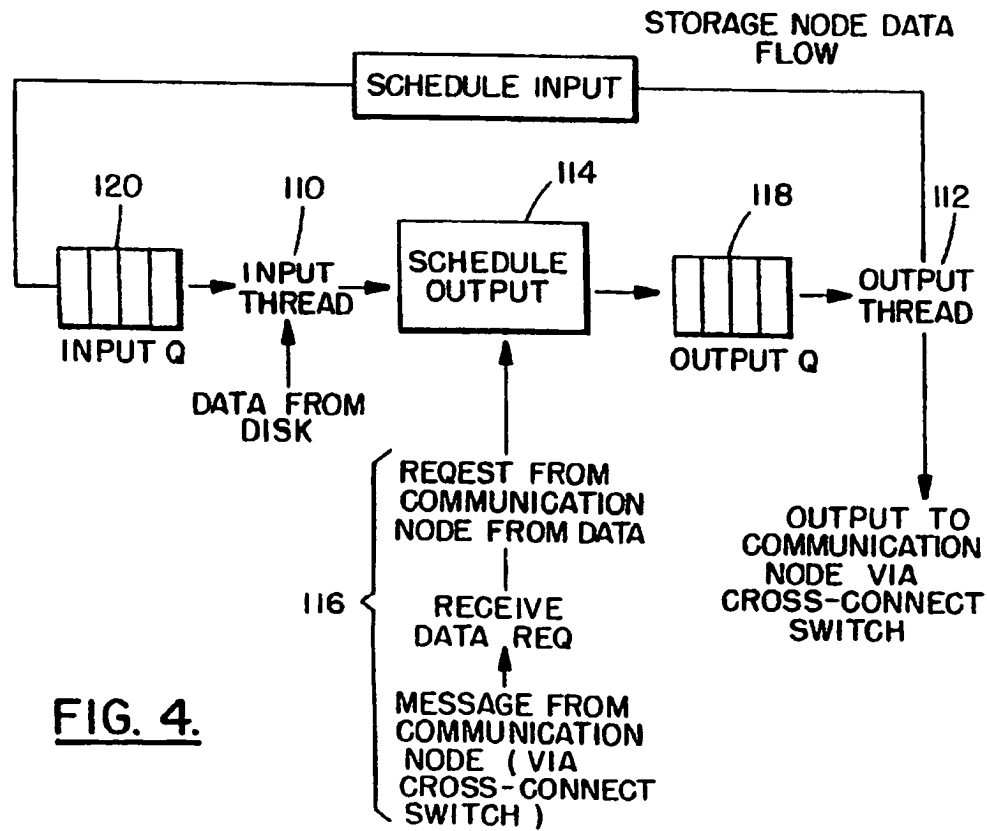 STORAGE NODE DATA
FLOW
SCHEDULE INPUT
120
110
114
118
112
INPUT
THREAD
SCHEDULE
OUTPUT
OUTPUT
THREAD
INPUT Q
OUTPUT Q
DATA FROM
DISK
REQEST FROM
COMMUNICATION
NODE FROM DATA
OUTPUT TO
COMMUNICATION
NODE VIA
CROSS-CONNECT
SWITCH
116
RECEIVE
DATA REQ
MESSAGE FROM
COMMUNICATION
NODE ( VIA
CROSS-CONNECT
SWITCH )
FIG. 4.